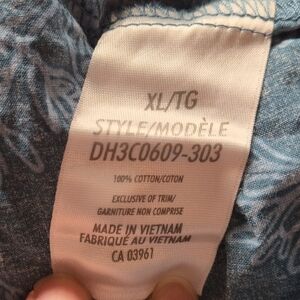 XL/TG
STYLE/MODÈLE
DH3C0609-303
100% COTTON/COTON
EXCLUSIVE OF TRIM/
GARNITURE NON COMPRISE
MADE IN VIETNAM
FABRIQUÉ AU VIETNAM
CA 03961